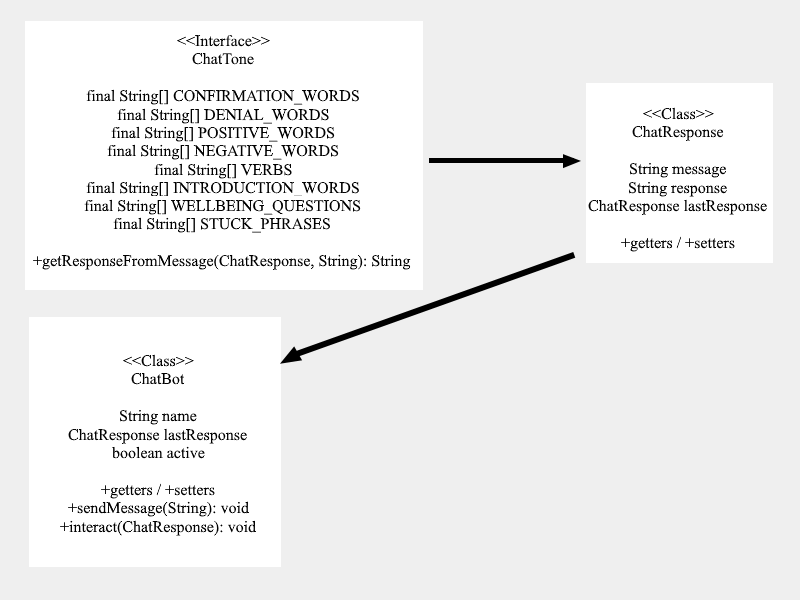 <<Interface>>
ChatTone
final String[] CONFIRMATION_WORDS
final String[] DENIAL_WORDS
final String[] POSITIVE_WORDS
final String[] NEGATIVE_WORDS
final String[] VERBS
final String[] INTRODUCTION_WORDS
final String[] WELLBEING_QUESTIONS
final String[] STUCK_PHRASES
+getResponseFromMessage(ChatResponse, String): String
<<Class>>
ChatResponse
String message
String response
ChatResponse lastResponse
+getters / +setters
<<Class>>
ChatBot
String name
ChatResponse lastResponse
boolean active
+getters / +setters
+sendMessage(String): void
+interact(ChatResponse): void